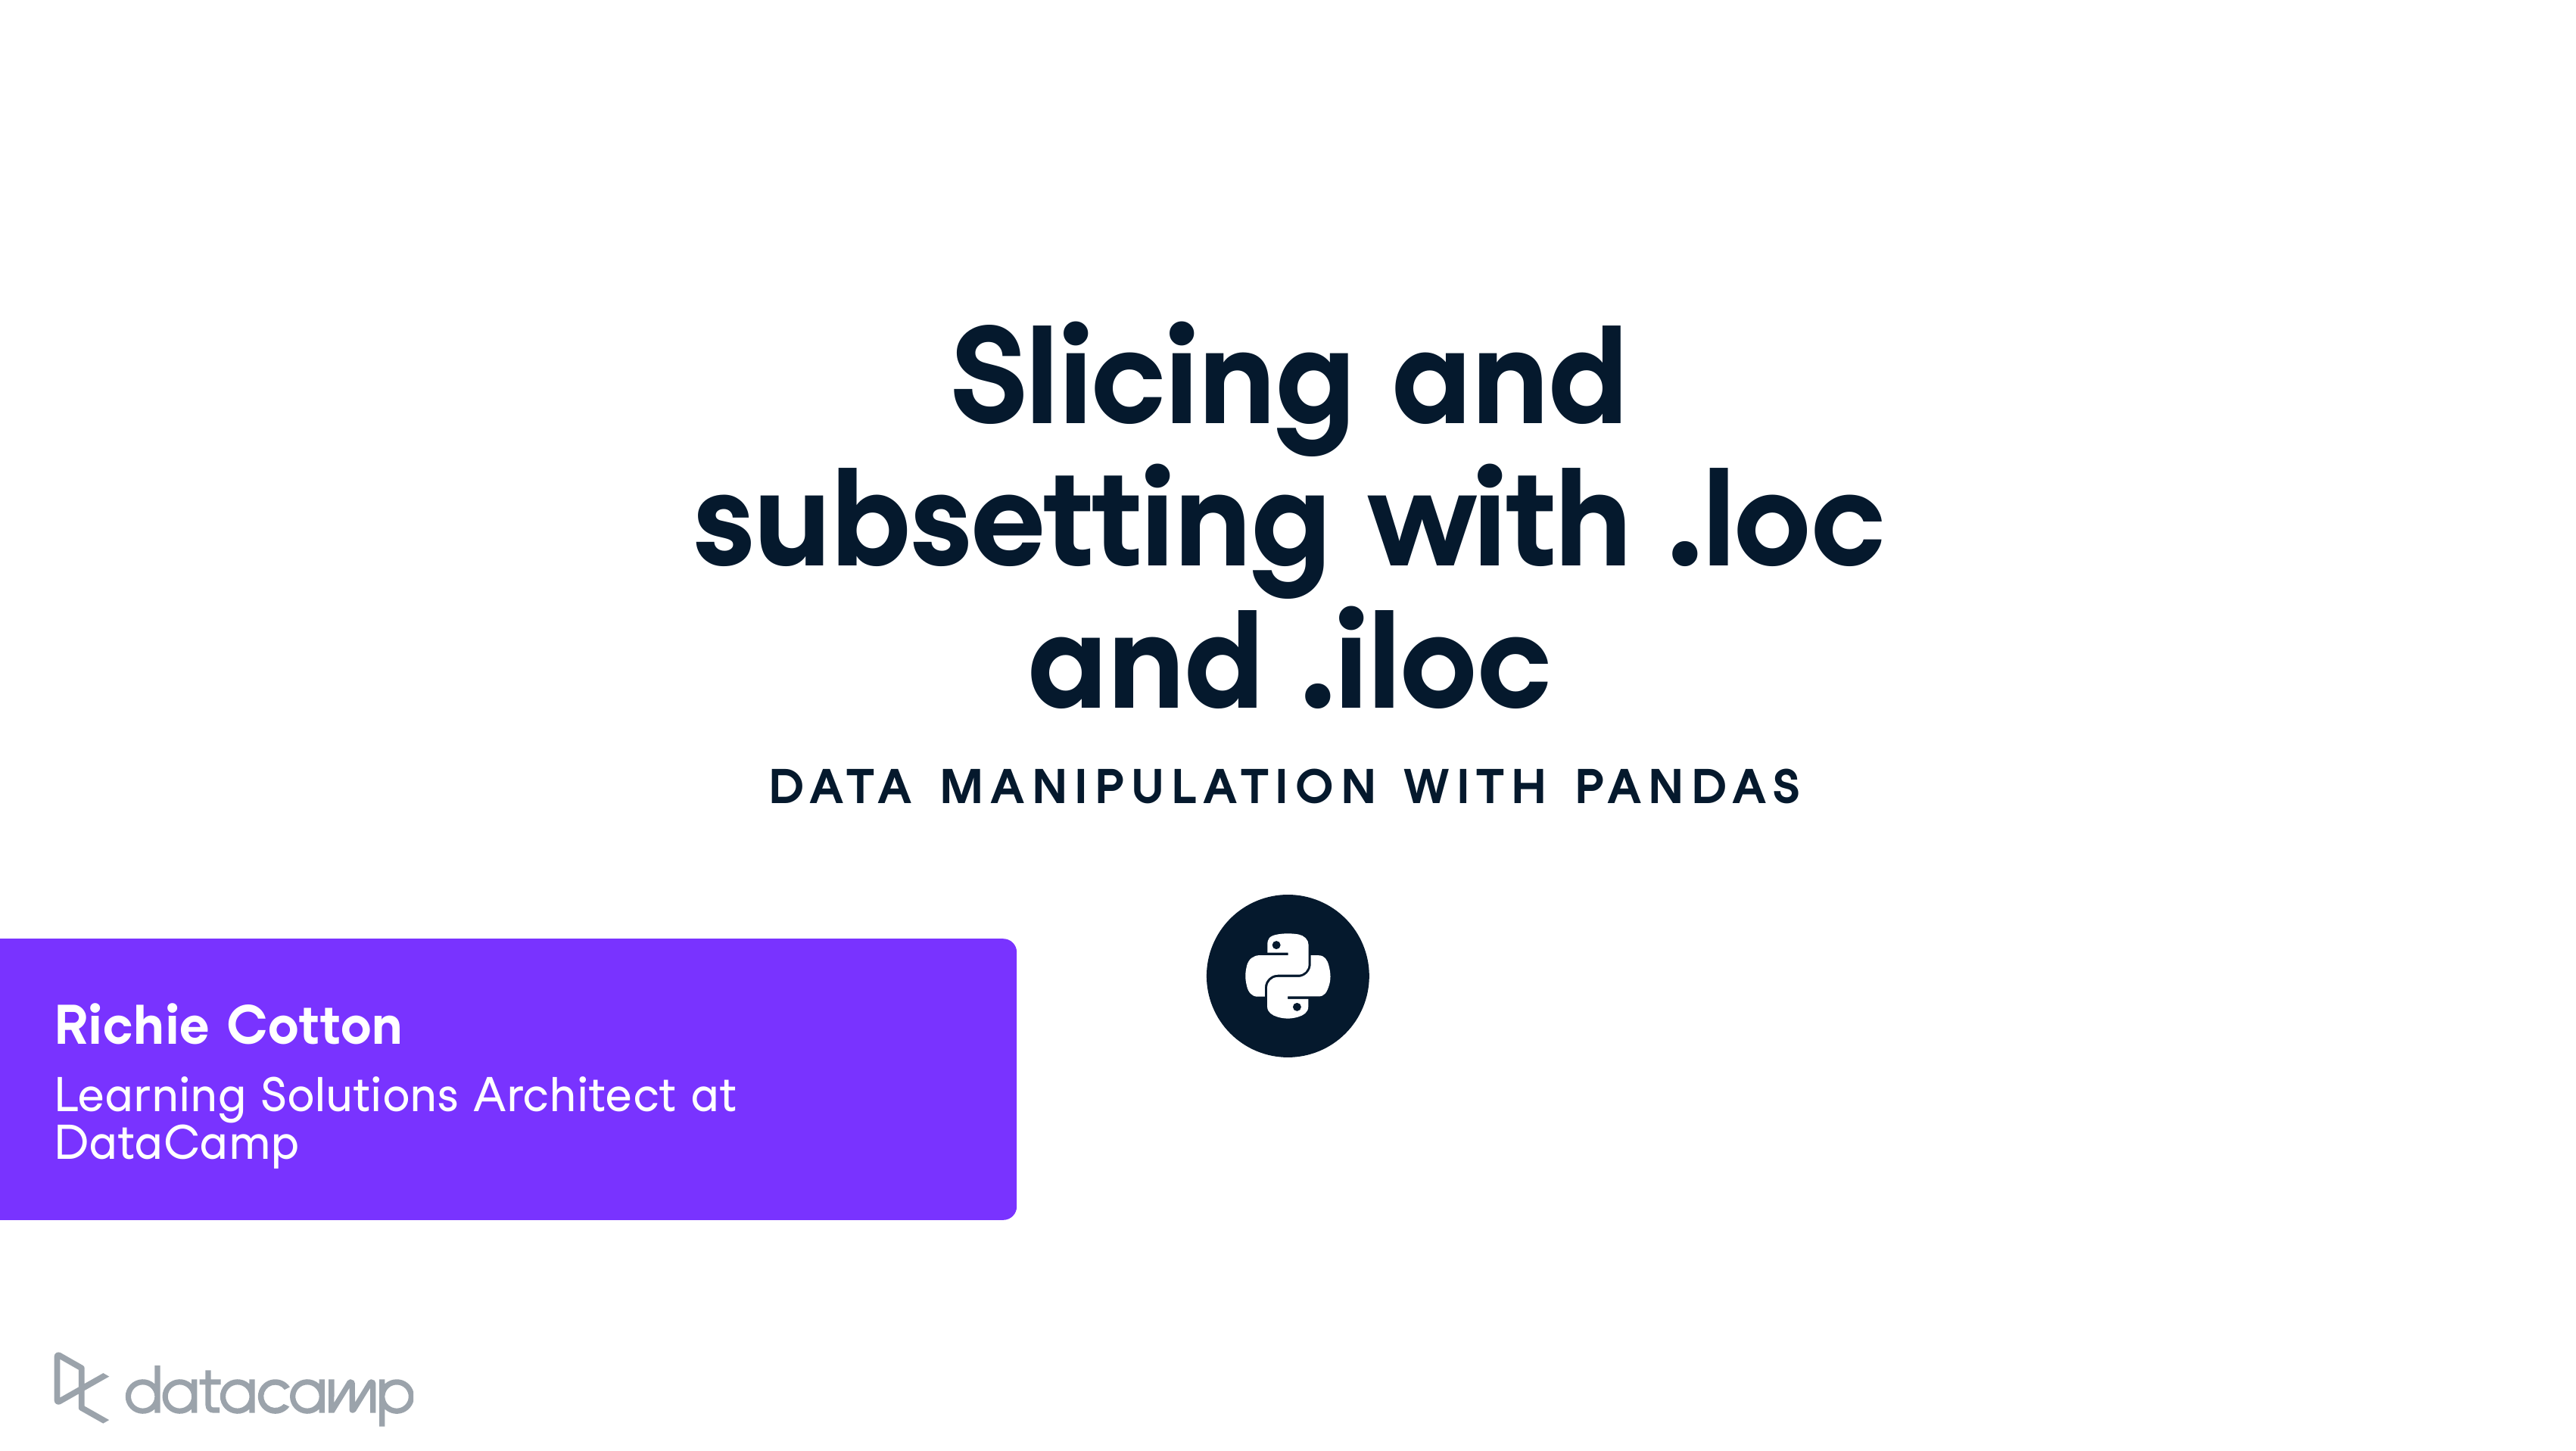 Slicing and
subsetting with .loc
and .iloc
DATA MANIPULATION WITH PANDAS
Richie Cotton
Learning Solutions Architect at
DataCamp
datacamp